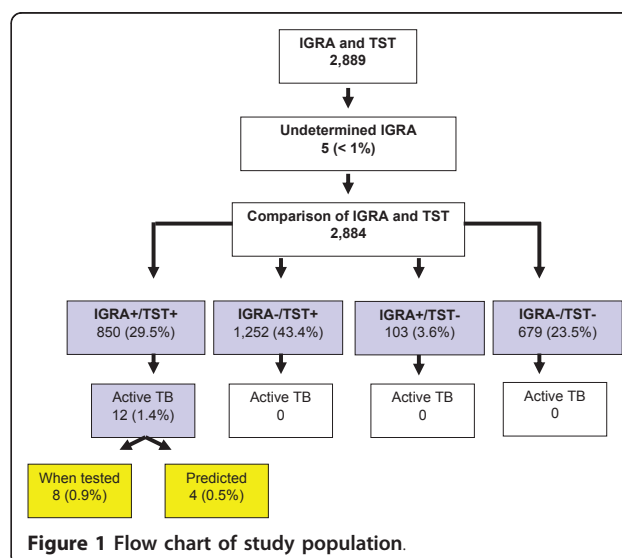 IGRA and TST
2,889
Undetermined IGRA
5 (< 1%)
Comparison of IGRA and TST
2,884
IGRA+/TST+
850 (29.5%)
IGRA-/TST+
1,252 (43.4%)
IGRA+/TST-
103 (3.6%)
IGRA-/TST-
679 (23.5%)
Active TB
12 (1.4%)
Active TB
0
Active TB
0
Active TB
0
When tested
8 (0.9%)
Predicted
4 (0.5%)
Figure 1 Flow chart of study population.